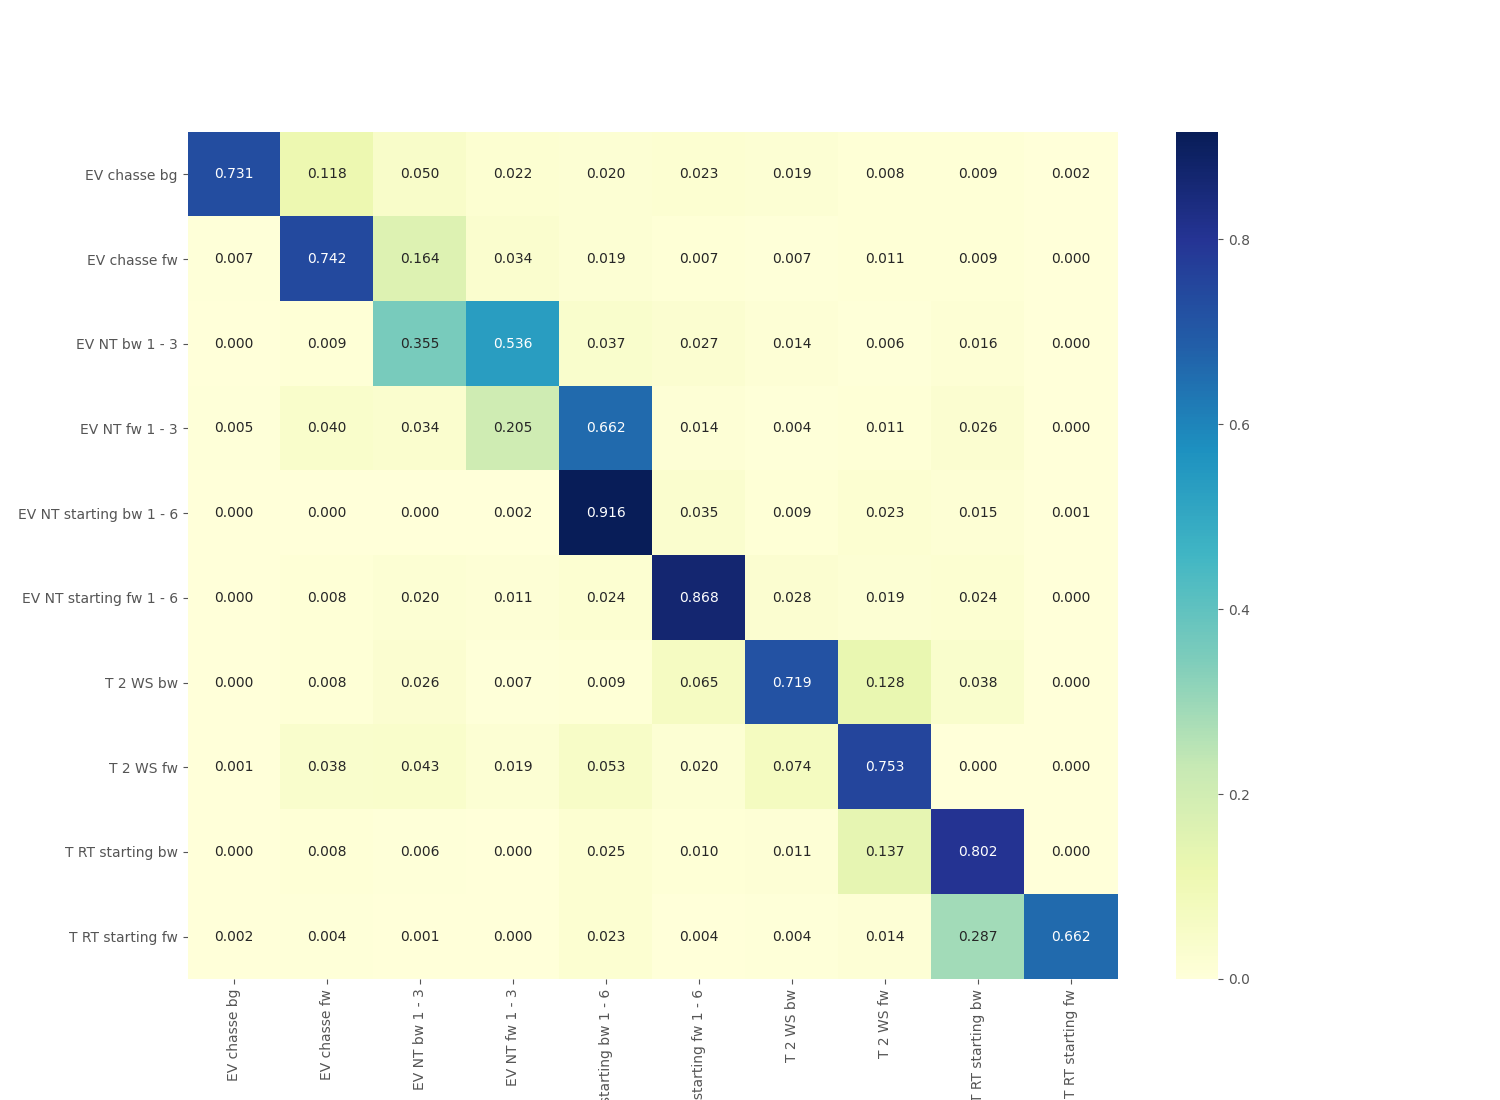 EV chasse bg 0.731 0.118 0.050 0.022 0.020 0.023 0.019 0.008 0.009 0.002
EV chasse fw 0.007 0.742 0.164 0.034 0.019 0.007 0.007 0.011 0.009 0.000
EV NT bw 1 - 3 0.000 0.009 0.355 0.536 0.037 0.027 0.014 0.006 0.016 0.000
EV NT fw 1 - 3 0.005 0.040 0.034 0.205 0.662 0.014 0.004 0.011 0.026 0.000
EV NT starting bw 1 - 6 0.000 0.000 0.000 0.002 0.916 0.035 0.009 0.023 0.015 0.001
EV NT starting fw 1 - 6 0.000 0.008 0.020 0.011 0.024 0.868 0.028 0.019 0.024 0.000
T 2 WS bw 0.000 0.008 0.026 0.007 0.009 0.065 0.719 0.128 0.038 0.000
T 2 WS fw 0.001 0.038 0.043 0.019 0.053 0.020 0.074 0.753 0.000 0.000
T RT starting bw 0.000 0.008 0.006 0.000 0.025 0.010 0.011 0.137 0.802 0.000
T RT starting fw 0.002 0.004 0.001 0.000 0.023 0.004 0.004 0.014 0.287 0.662
EV chasse bg
EV chasse fw
EV NT bw 1 - 3
EV NT fw 1 - 3
starting bw 1 - 6
starting fw 1 - 6
T 2 WS bw
T 2 WS fw
T RT starting bw
T RT starting fw
0.8
0.6
0.4
0.2
0.0